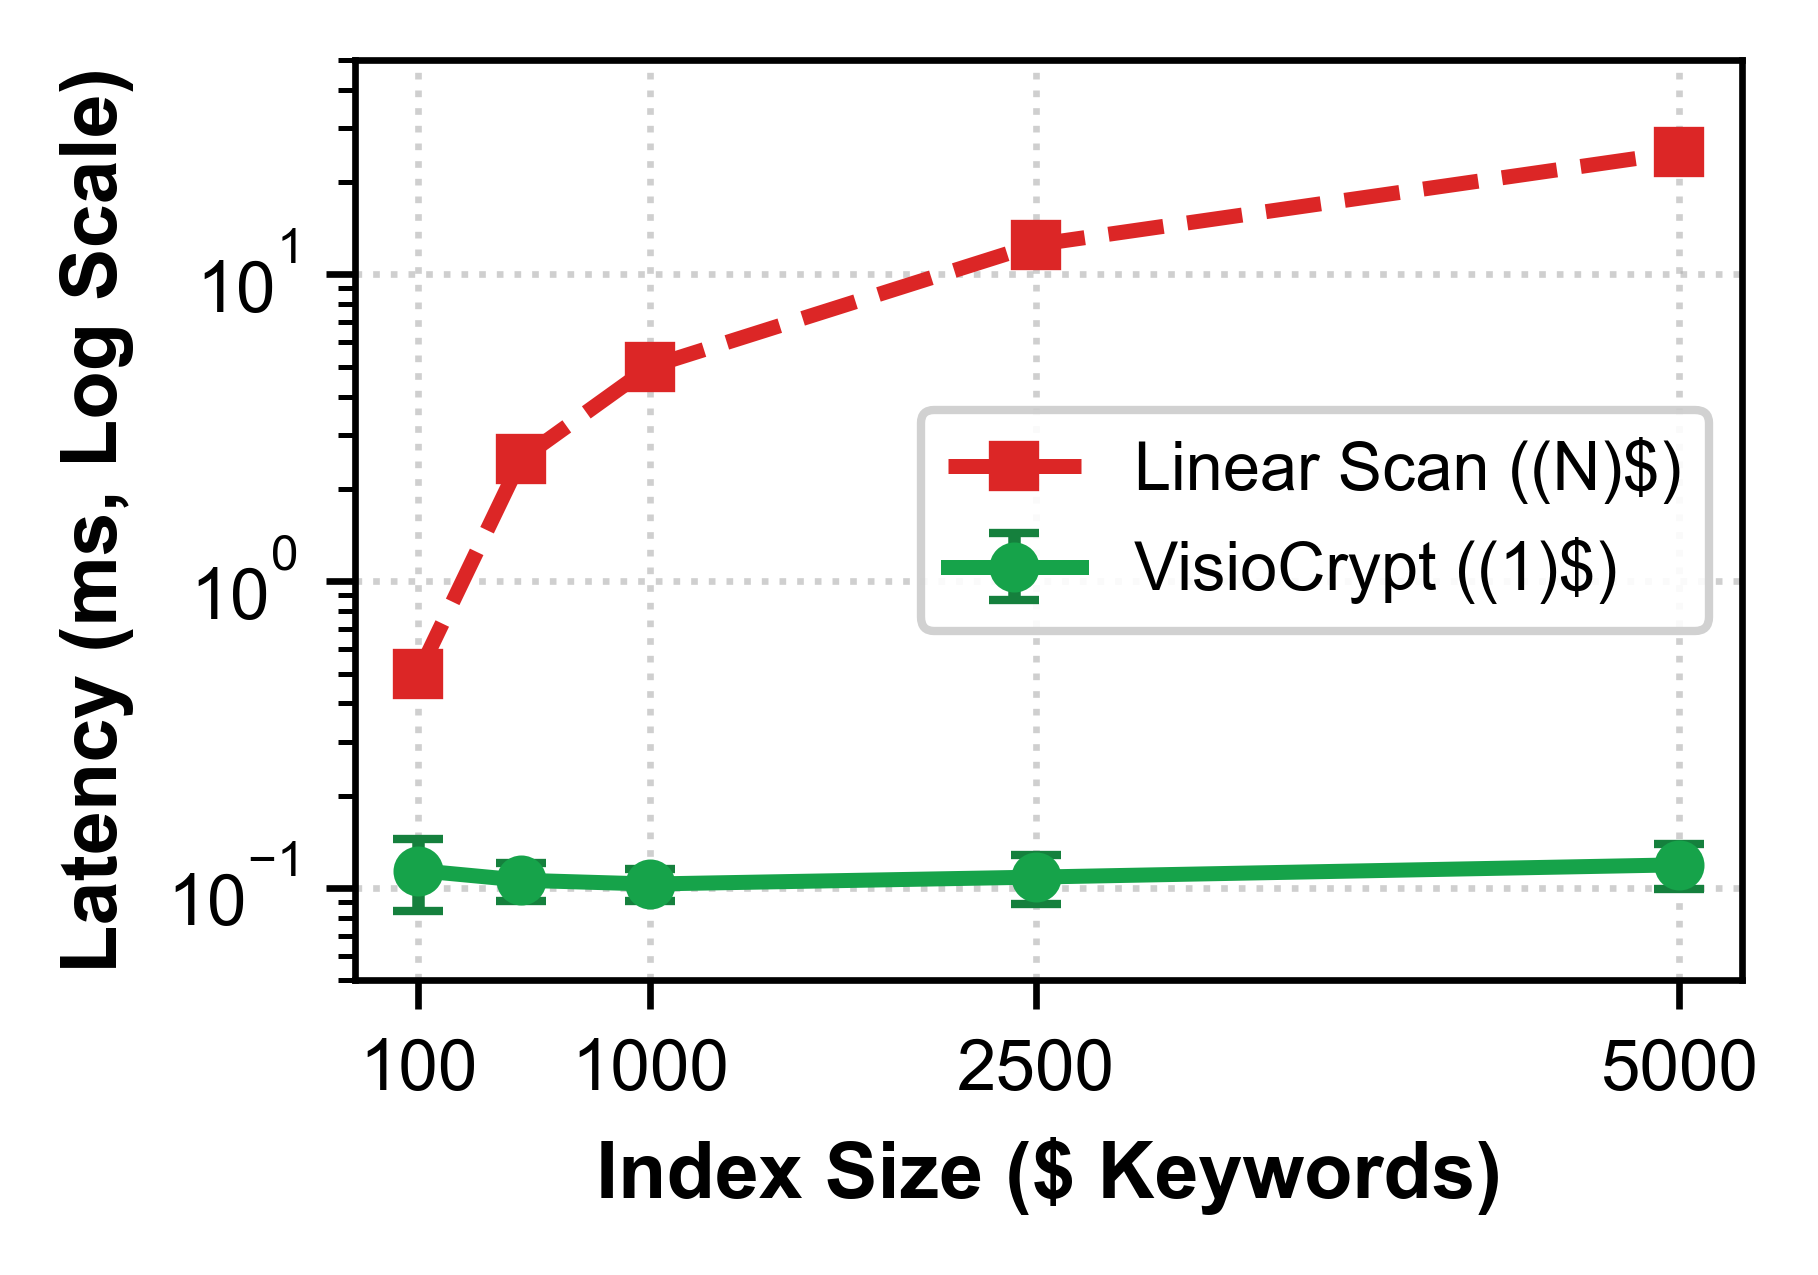 Latency (ms, Log Scale)
10^1
10^0
10^−1
Linear Scan ((N)$)
VisioCrypt ((1)$)
100 1000 2500 5000
Index Size ($ Keywords)